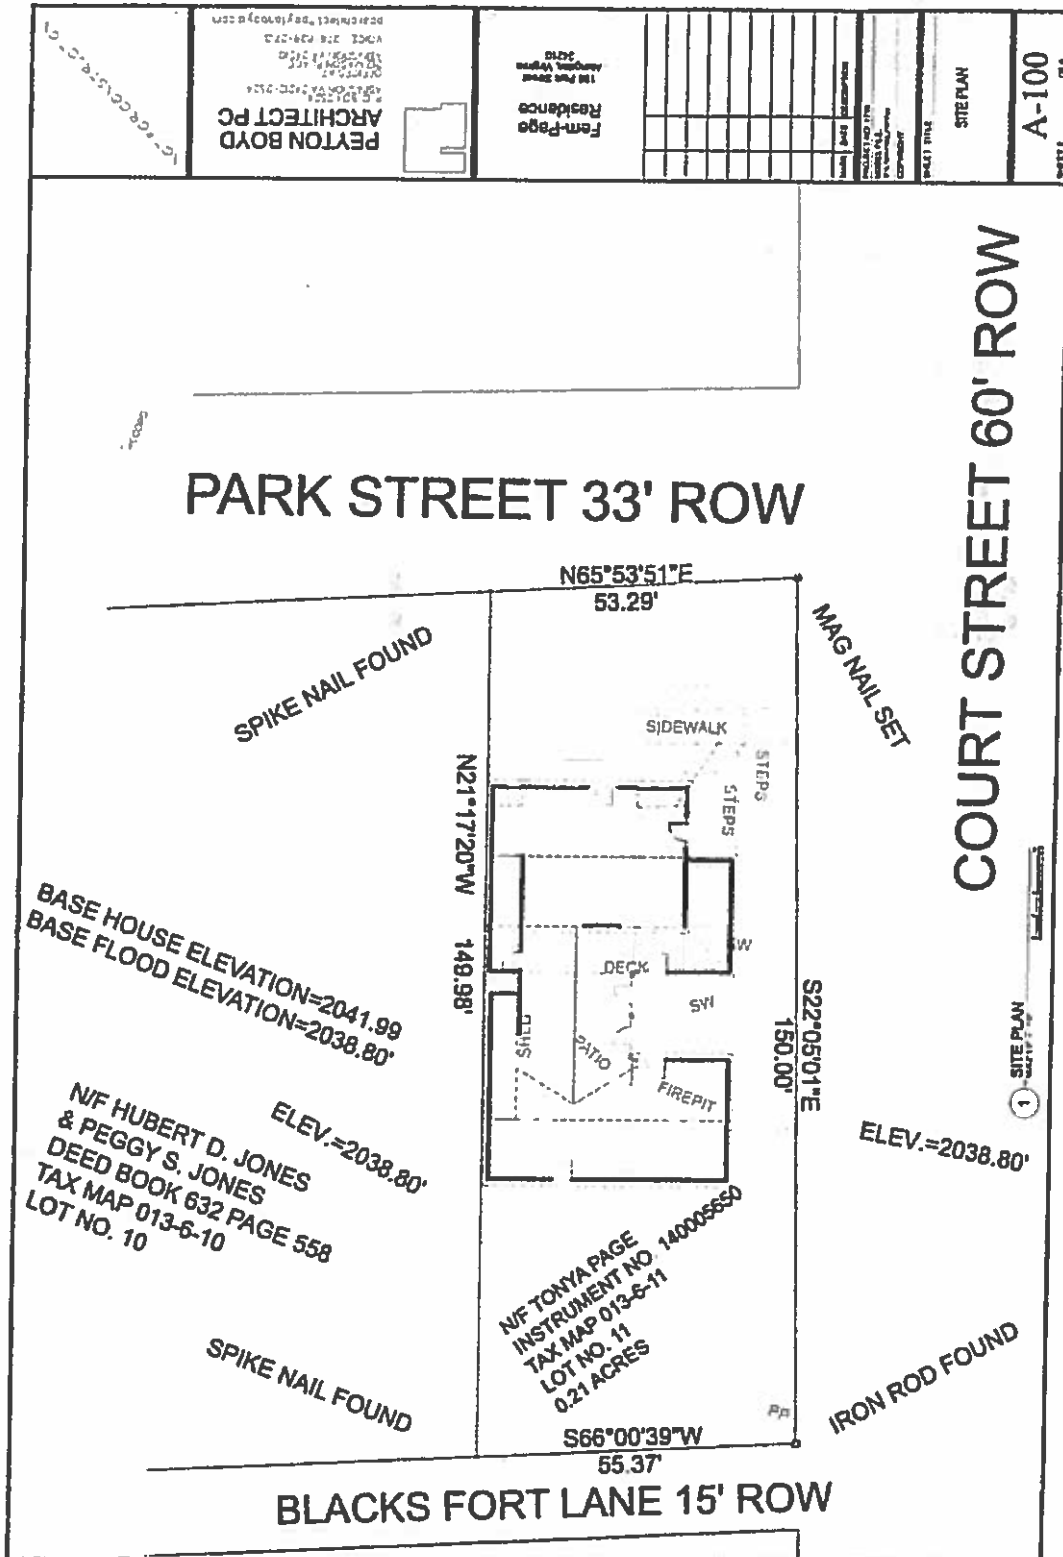 PEYTON BOYD
ARCHITECT PC
Fern-Page
Residence
Abingdon, Virginia
24210
SHEET TITLE
SITE PLAN
A-100
PARK STREET 33' ROW
COURT STREET 60' ROW
N65°53'51"E
53.29'
SPIKE NAIL FOUND
MAG NAIL SET
SIDEWALK
STEPS
STEPS
N21°17'20"W 149.98'
BASE HOUSE ELEVATION=2041.99
BASE FLOOD ELEVATION=2038.80'
DECK
W
SW
SHED
PATIO
FIREPIT
S22°05'01"E
150.00'
1
SITE PLAN
ELEV.=2038.80'
ELEV.=2038.80'
N/F HUBERT D. JONES
& PEGGY S. JONES
DEED BOOK 632 PAGE 558
TAX MAP 013-6-10
LOT NO. 10
N/F TONYA PAGE
INSTRUMENT NO. 140005650
TAX MAP 013-6-11
LOT NO. 11
0.21 ACRES
SPIKE NAIL FOUND
IRON ROD FOUND
PP
S66°00'39"W
55.37'
BLACKS FORT LANE 15' ROW